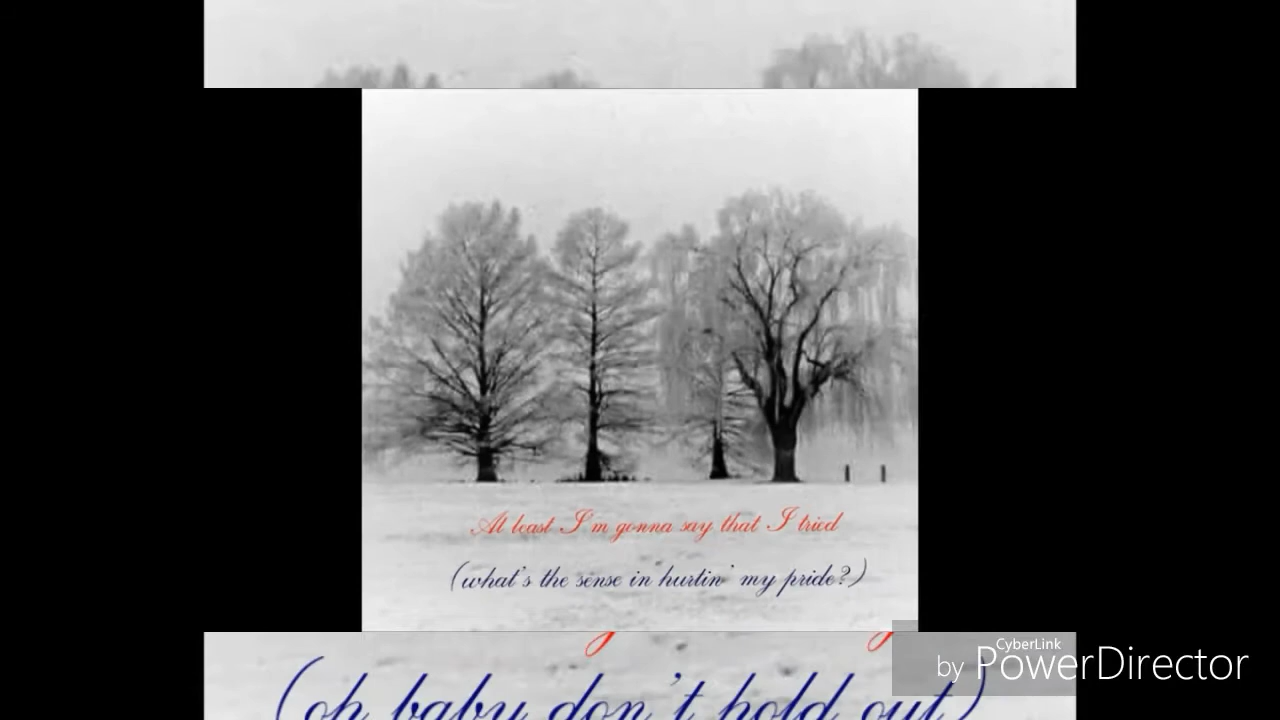 At least I'm gonna say that I tried
(what's the sense in hurtin' my pride?)
(oh baby don't hold out)
CyberLink
by PowerDirector